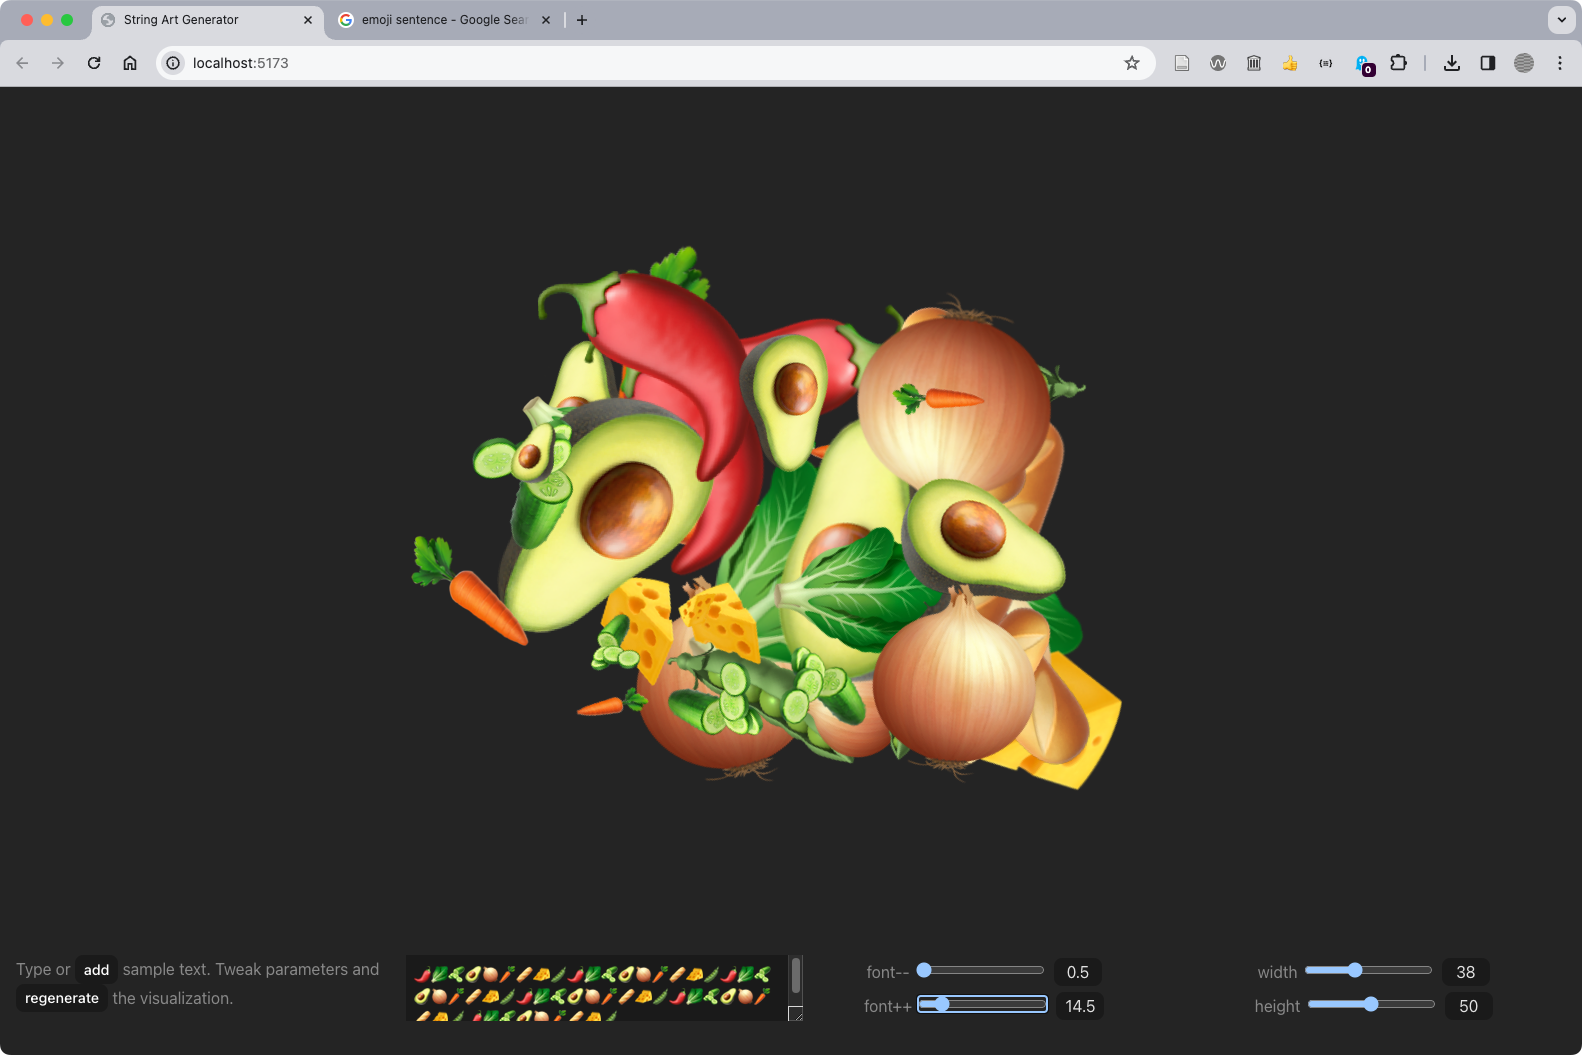 String Art Generator
emoji sentence - Google Sear
localhost:5173
0
Type or add sample text. Tweak parameters and
regenerate the visualization.
font-- 0.5
font++ 14.5
width 38
height 50